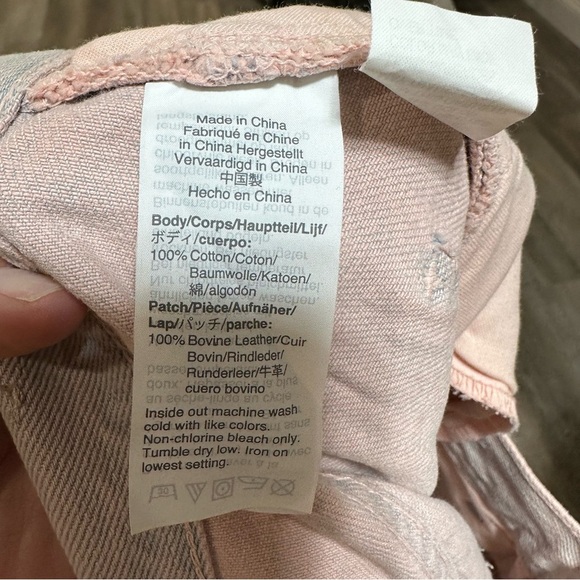 Made in China
Fabriqué en Chine
in China Hergestellt
Vervaardigd in China
中国製
Hecho en China
Body/Corps/Hauptteil/Lijf/
ボディ/cuerpo:
100% Cotton/Coton/
Baumwolle/Katoen/
綿/algodón
Patch/Pièce/Aufnäher/
Lap/パッチ/parche:
100% Bovine Leather/Cuir
Bovin/Rindleder/
Runderleer/牛革/
cuero bovino
Inside out machine wash
cold with like colors.
Non-chlorine bleach only.
Tumble dry low. Iron on
lowest setting.